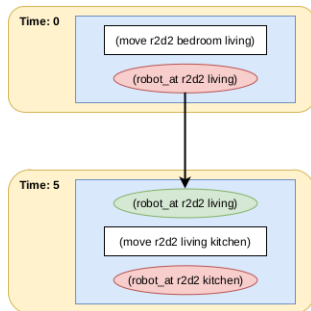 Time: 0
(move r2d2 bedroom living)
(robot_at r2d2 living)
Time: 5
(robot_at r2d2 living)
(move r2d2 living kitchen)
(robot_at r2d2 kitchen)